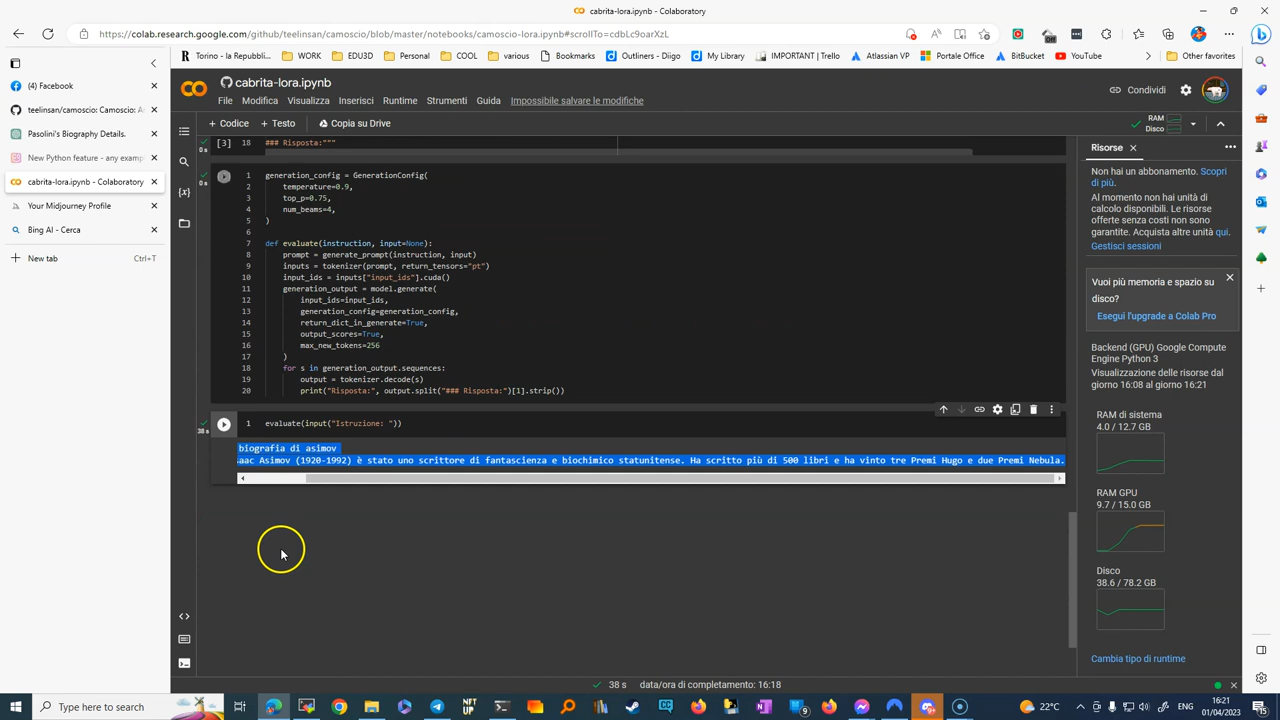 cabrita-lora.ipynb - Colaboratory
https://colab.research.google.com/github/teelinsan/camoscio/blob/master/notebooks/camoscio-lora.ipynb#scrollTo=cdbLc9oarXzL
Torino - la Repubbli...
WORK
EDU3D
Personal
COOL
Bookmarks
Outliners - Diigo
My Library
IMPORTANT | Trello
Atlassian VP
Portale Office
BitBucket
YouTube
Other favorites
(4) Facebook
teelinsan/camoscio: Camoscio: Ac
Pasolini's Biography Details.
New Python feature - any examp
cabrita-lora.ipynb - Colaboratory
Your Midjourney Profile
Bing AI - Cerca
New tab
Ctrl+T
cabrita-lora.ipynb
File Modifica Visualizza Inserisci Runtime Strumenti Guida Impossibile salvare le modifiche
Condividi
+ Codice + Testo Copia su Drive
RAM
Disco
[3] 18 ### Risposta:"""
0 s
0 s
1 generation_config = GenerationConfig(
2 temperature=0.9,
3 top_p=0.75,
4 num_beams=4,
5 )
6
7 def evaluate(instruction, input=None):
8 prompt = generate_prompt(instruction, input)
9 inputs = tokenizer(prompt, return_tensors="pt")
10 input_ids = inputs["input_ids"].cuda()
11 generation_output = model.generate(
12 input_ids=input_ids,
13 generation_config=generation_config,
14 return_dict_in_generate=True,
15 output_scores=True,
16 max_new_tokens=256
17 )
18 for s in generation_output.sequences:
19 output = tokenizer.decode(s)
20 print("Risposta:", output.split("### Risposta:")[1].strip())
38 s
1 evaluate(input("Istruzione: "))
biografia di asimov
saac Asimov (1920-1992) è stato uno scrittore di fantascienza e biochimico statunitense. Ha scritto più di 500 libri e ha vinto tre Premi Hugo e due Premi Nebula.
Risorse
Non hai un abbonamento. Scopri
di più.
Al momento non hai unità di
calcolo disponibili. Le risorse
offerte senza costi non sono
garantite. Acquista altre unità qui.
Gestisci sessioni
Vuoi più memoria e spazio su
disco?
Esegui l'upgrade a Colab Pro
Backend (GPU) Google Compute
Engine Python 3
Visualizzazione delle risorse dal
giorno 16:08 al giorno 16:21
RAM di sistema
4.0 / 12.7 GB
RAM GPU
9.7 / 15.0 GB
Disco
38.6 / 78.2 GB
Cambia tipo di runtime
38 s data/ora di completamento: 16:18
Type here to search
NFT
UP
22°C
ENG
16:21
01/04/2023